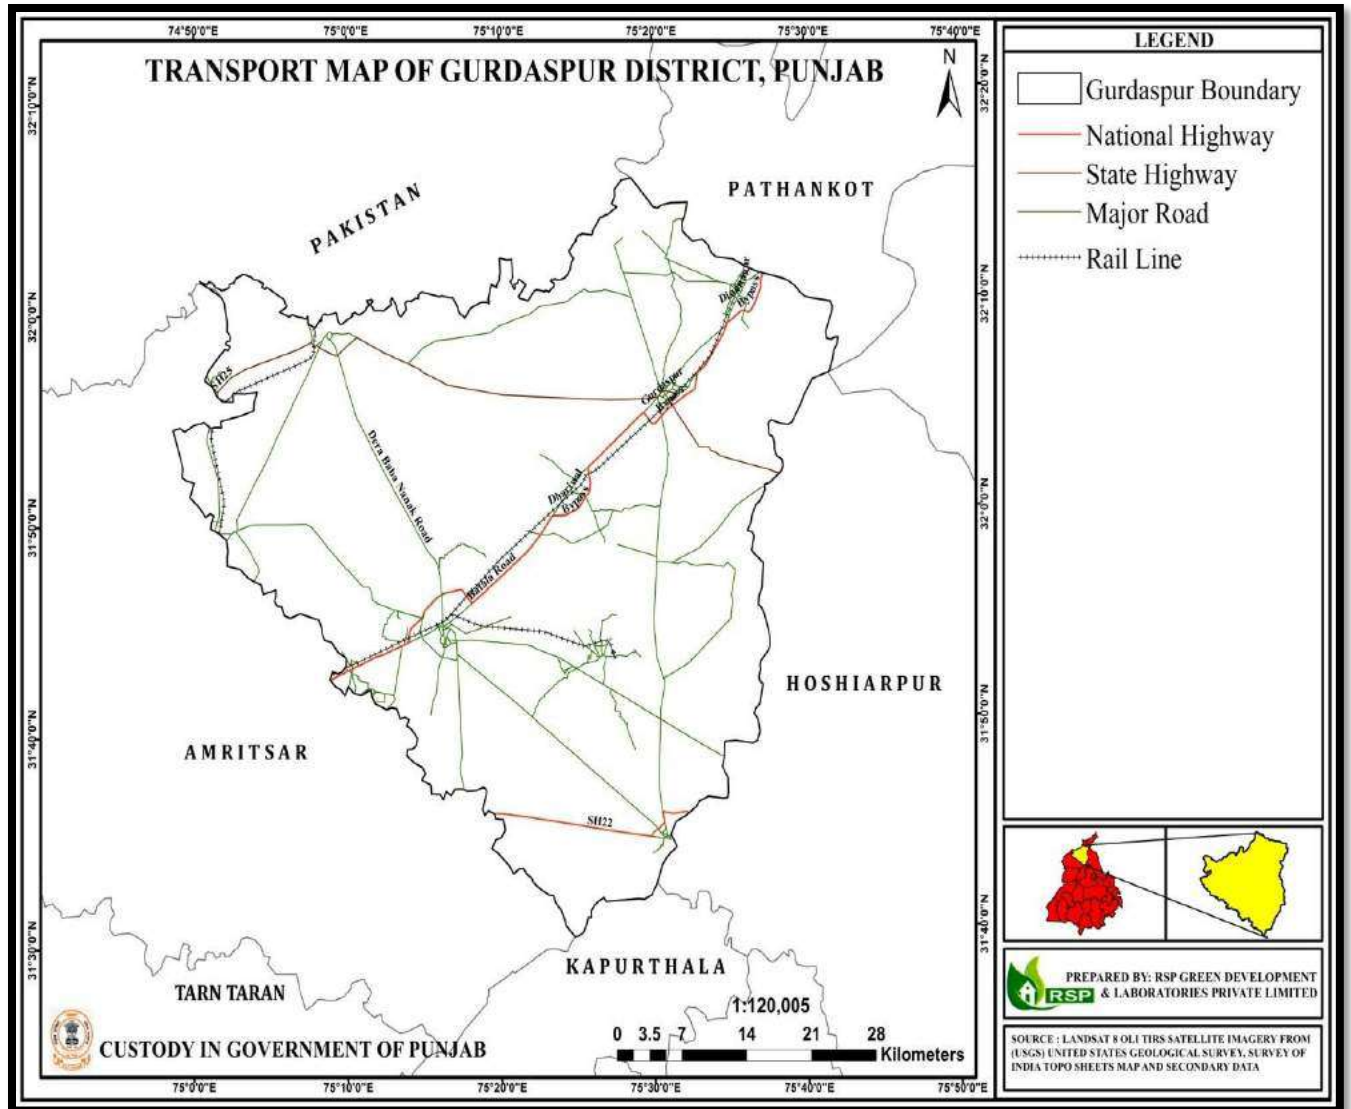 74°50'0"E 75°0'0"E 75°10'0"E 75°20'0"E 75°30'0"E 75°40'0"E
TRANSPORT MAP OF GURDASPUR DISTRICT, PUNJAB
N
32°10'0"N
32°0'0"N
31°50'0"N
31°40'0"N
31°30'0"N
32°20'0"N
32°10'0"N
32°0'0"N
31°50'0"N
31°40'0"N
PATHANKOT
PAKISTAN
Bypass
SH25
Gurdaspur
Bypass
Dera Baba Nanak Road
Dhariwal
Bypass
Batala Road
HOSHIARPUR
AMRITSAR
SH22
KAPURTHALA
TARN TARAN
1:120,005
0 3.5 7 14 21 28
Kilometers
CUSTODY IN GOVERNMENT OF PUNJAB
75°0'0"E 75°10'0"E 75°20'0"E 75°30'0"E 75°40'0"E 75°50'0"E
LEGEND
Gurdaspur Boundary
National Highway
State Highway
Major Road
Rail Line
RSP
PREPARED BY: RSP GREEN DEVELOPMENT
& LABORATORIES PRIVATE LIMITED
SOURCE : LANDSAT 8 OLI TIRS SATELLITE IMAGERY FROM
(USGS) UNITED STATES GEOLOGICAL SURVEY, SURVEY OF
INDIA TOPO SHEETS MAP AND SECONDARY DATA